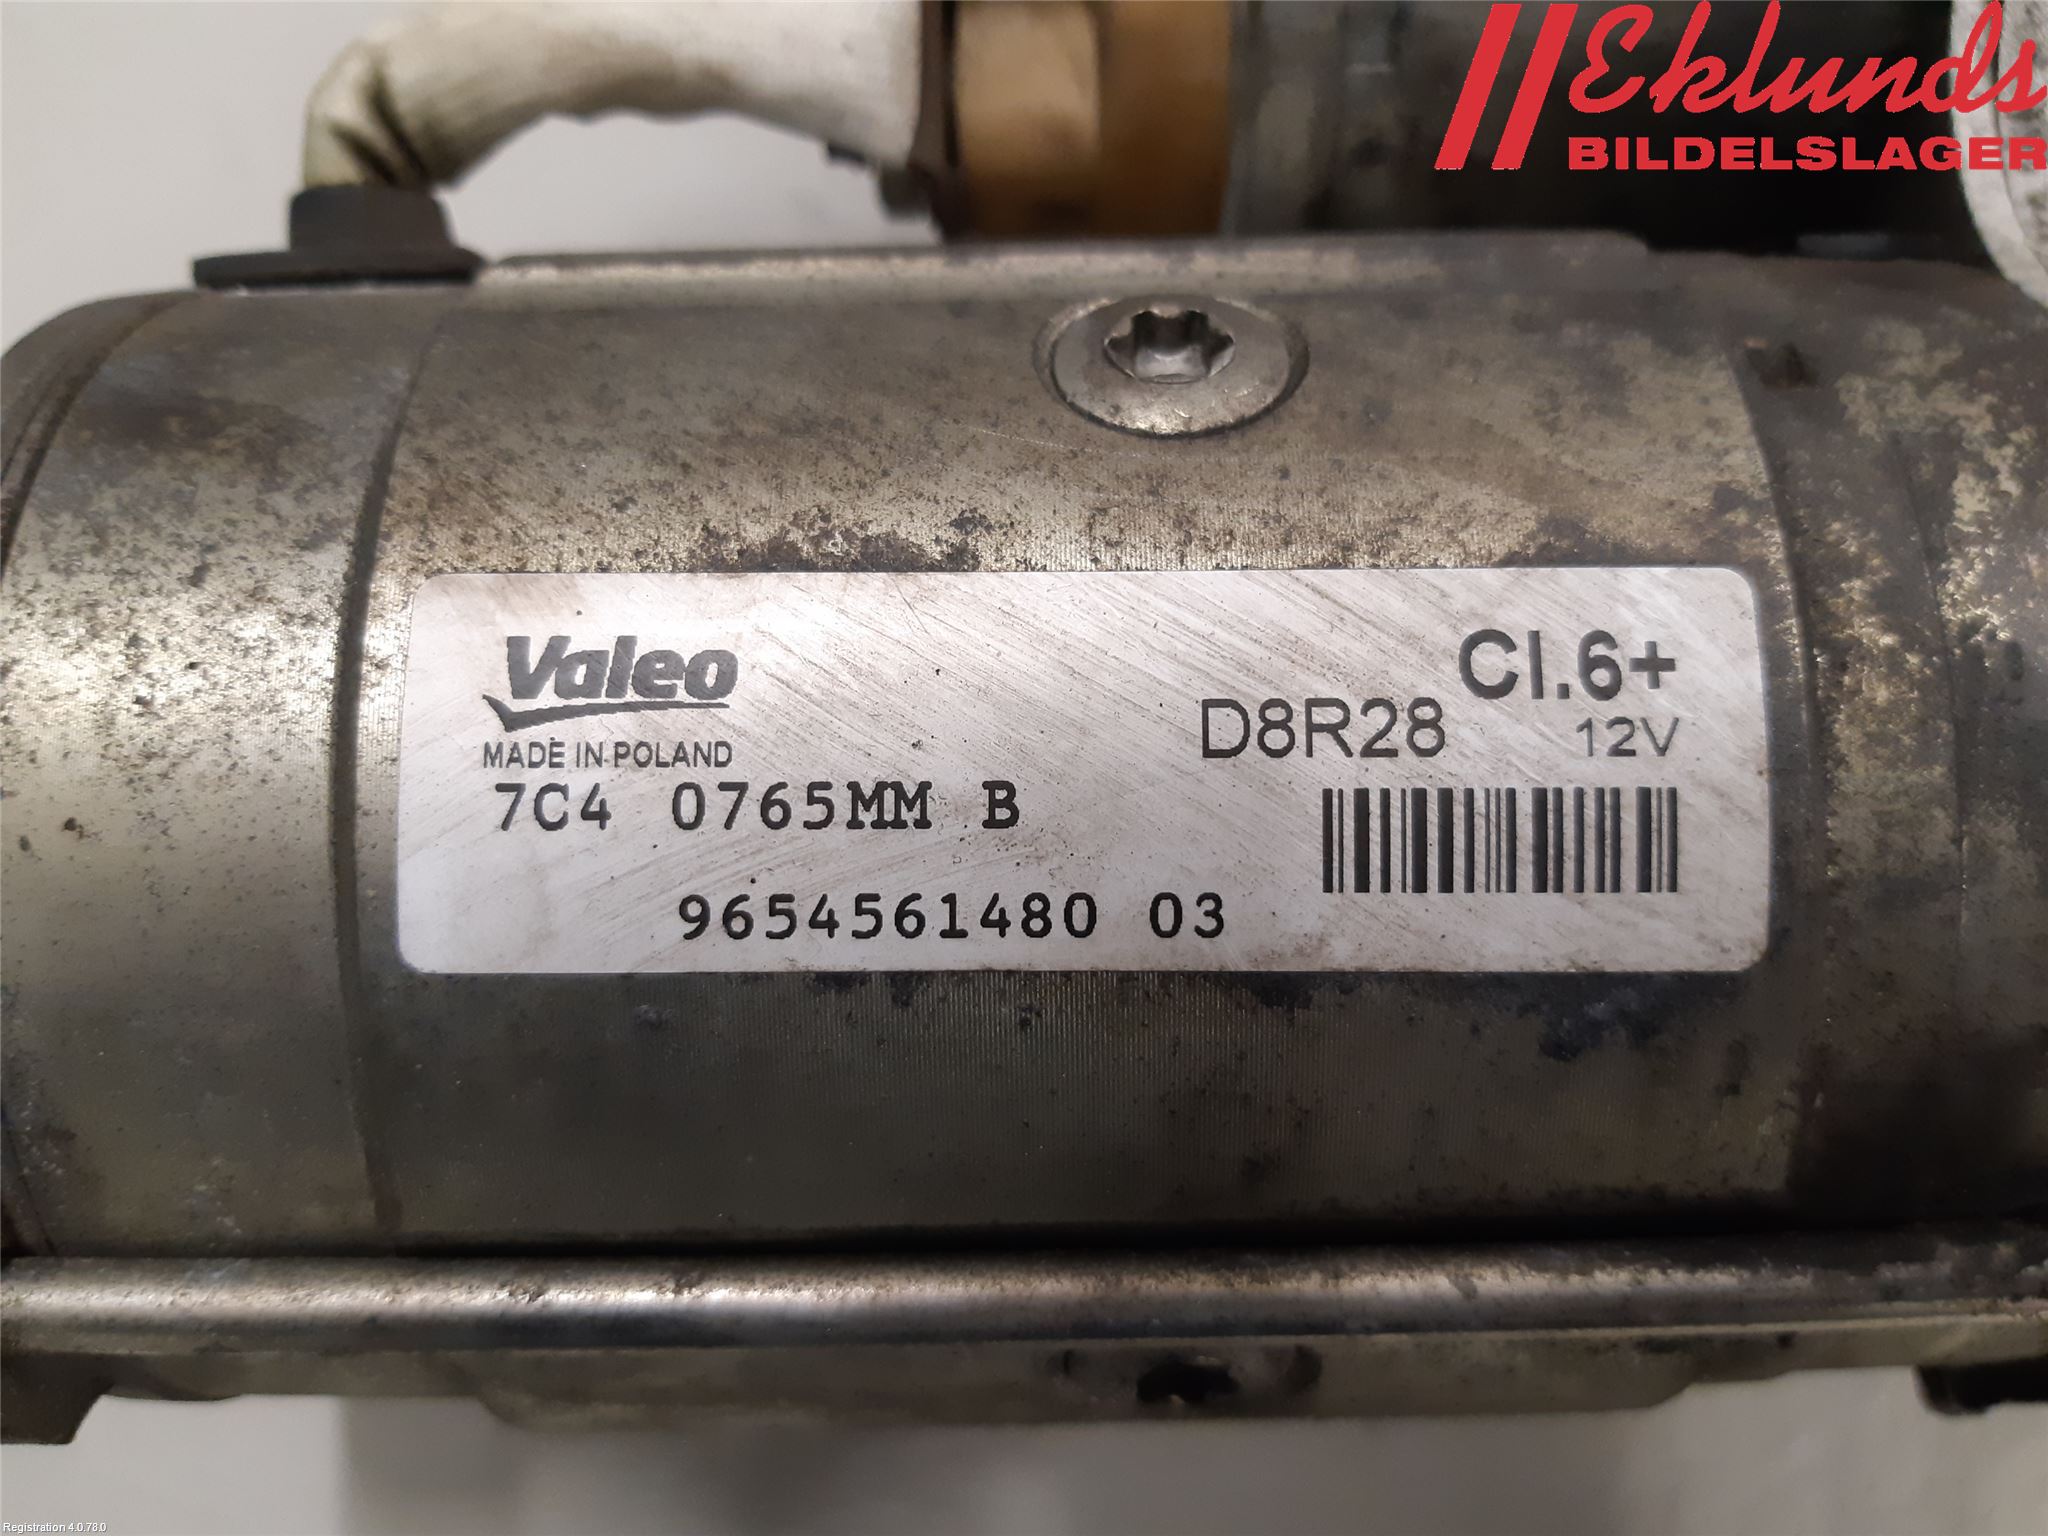 Eklunds
BILDELSLAGER
Valeo
MADE IN POLAND
Cl.6+
D8R28 12V
7C4 0765MM B
9654561480 03
Registration 4.0.78.0